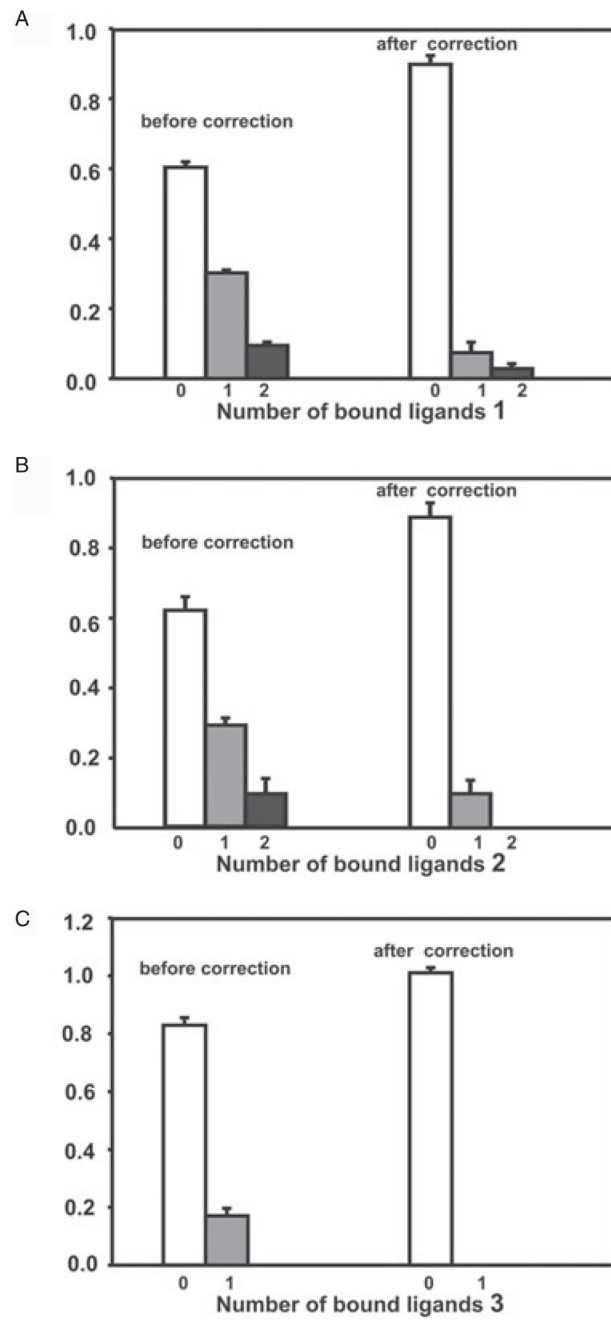 A
1.0
after correction
0.8
before correction
0.6
0.4
0.2
0.0
0 1 2 0 1 2
Number of bound ligands 1
B
1.0
after correction
0.8
before correction
0.6
0.4
0.2
0.0
0 1 2 0 1 2
Number of bound ligands 2
C
1.2
after correction
before correction
1.0
0.8
0.6
0.4
0.2
0.0
0 1 0 1
Number of bound ligands 3